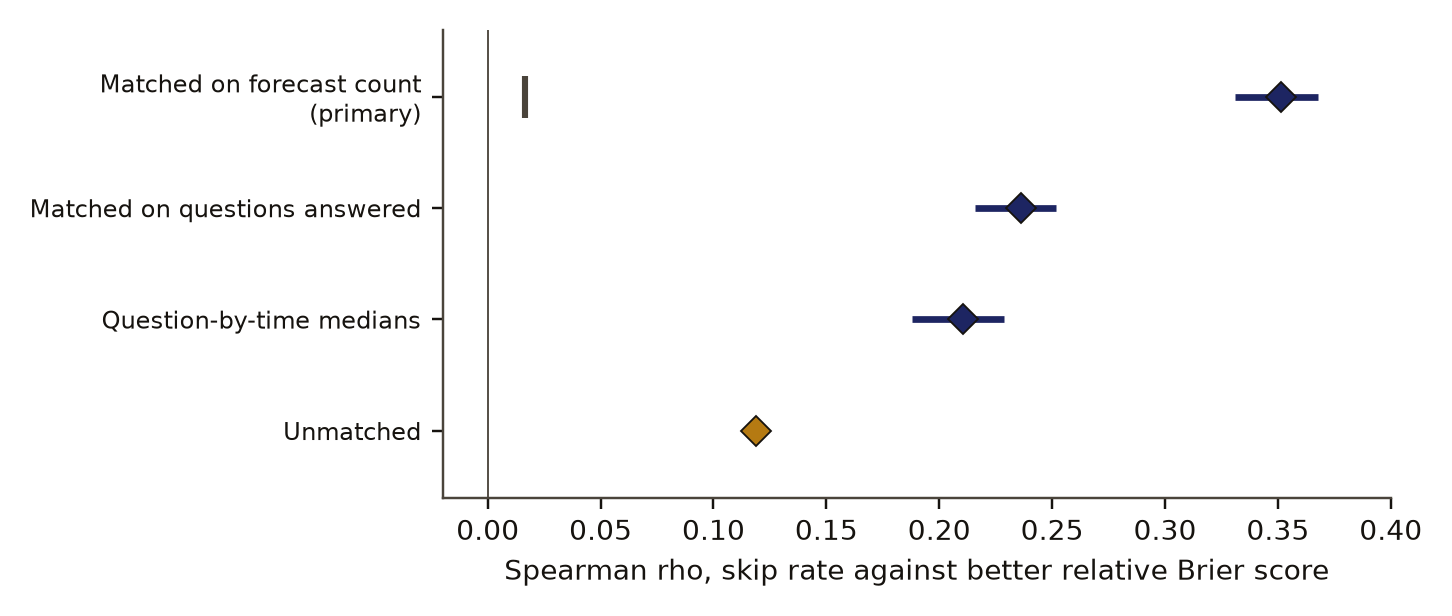 Matched on forecast count
(primary)
Matched on questions answered
Question-by-time medians
Unmatched
0.00 0.05 0.10 0.15 0.20 0.25 0.30 0.35 0.40
Spearman rho, skip rate against better relative Brier score